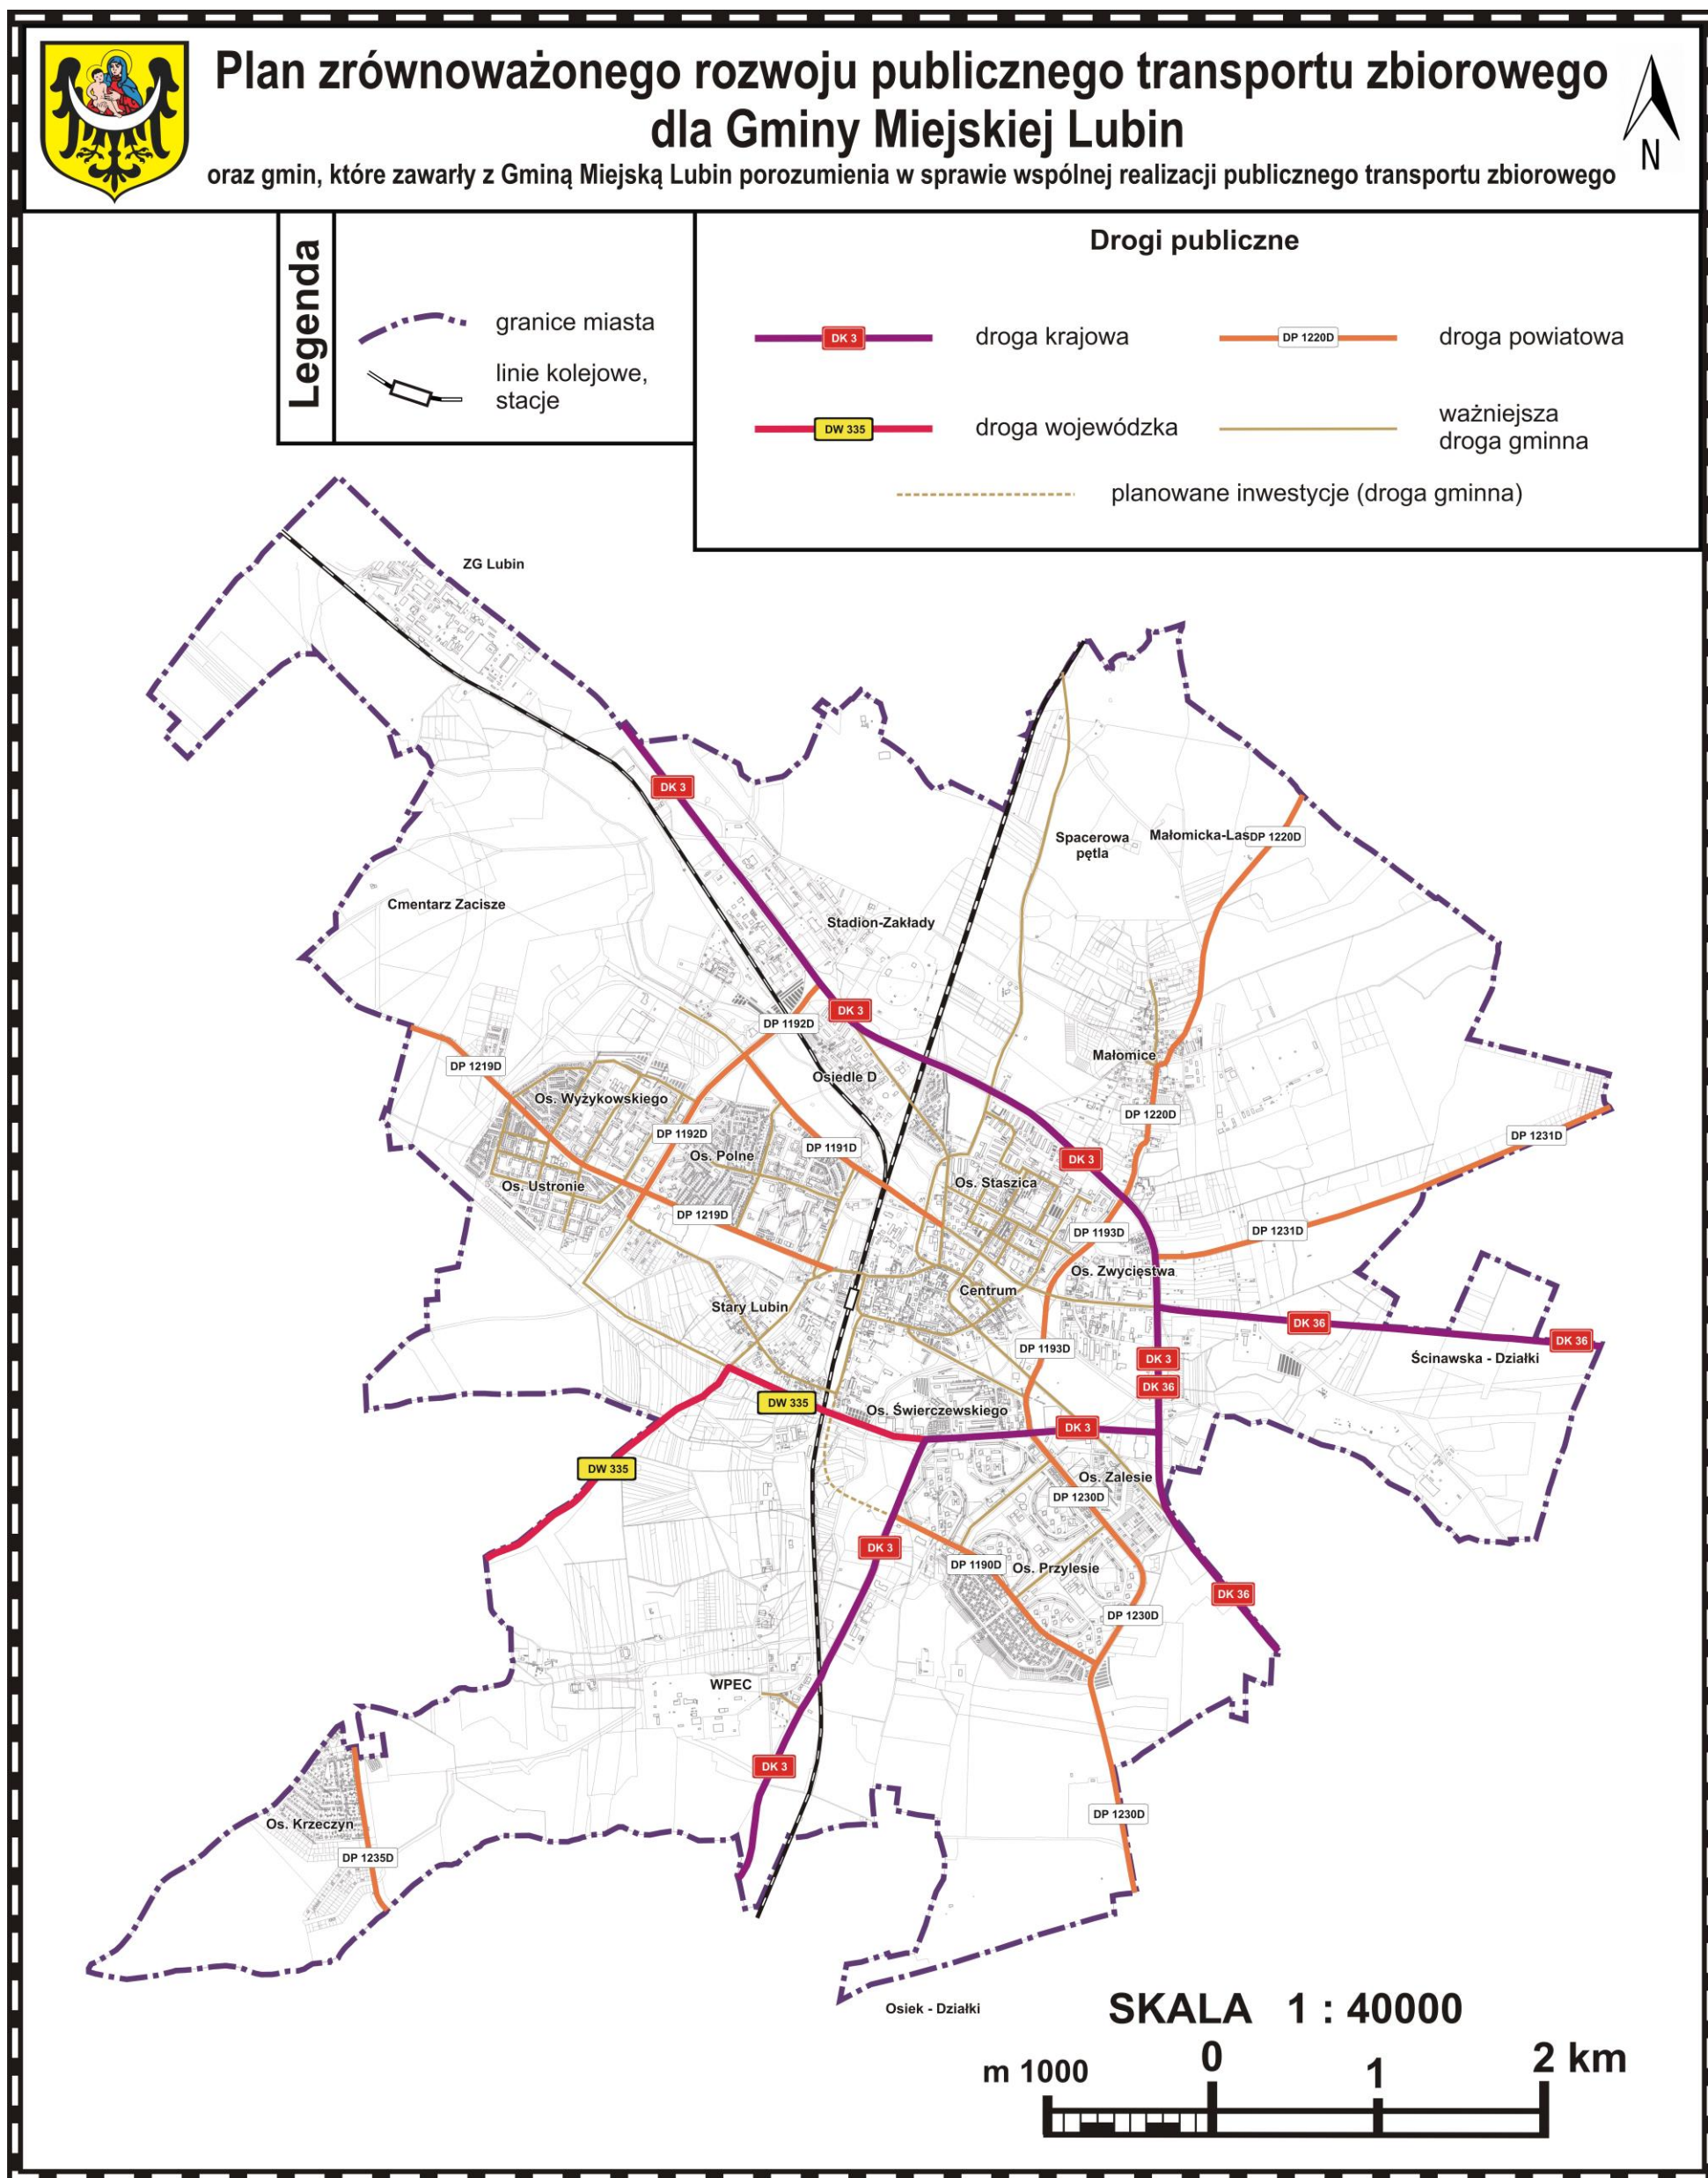 Plan zrównoważonego rozwoju publicznego transportu zbiorowego
dla Gminy Miejskiej Lubin
oraz gmin, które zawarły z Gminą Miejską Lubin porozumienia w sprawie wspólnej realizacji publicznego transportu zbiorowego
N
Legenda
granice miasta
linie kolejowe,
stacje
Drogi publiczne
DK 3
droga krajowa
DP 1220D
droga powiatowa
DW 335
droga wojewódzka
ważniejsza
droga gminna
planowane inwestycje (droga gminna)
ZG Lubin
DK 3
Spacerowa
pętla
Małomicka-Las
DP 1220D
Cmentarz Zacisze
Stadion-Zakłady
DK 3
DP 1192D
Małomice
DP 1219D
Osiedle D
Os. Wyżykowskiego
DP 1220D
DP 1192D
DP 1231D
Os. Polne
DP 1191D
DK 3
Os. Ustronie
Os. Staszica
DP 1219D
DP 1193D
DP 1231D
Os. Zwycięstwa
Centrum
Stary Lubin
DK 36
DK 36
DP 1193D
DK 3
Ścinawska - Działki
DK 36
DW 335
Os. Świerczewskiego
DK 3
DW 335
Os. Zalesie
DP 1230D
DK 3
DP 1190D
Os. Przylesie
DK 36
DP 1230D
WPEC
DK 3
DP 1230D
Os. Krzeczyn
DP 1235D
Osiek - Działki
SKALA 1 : 40000
m 1000
0
1
2 km